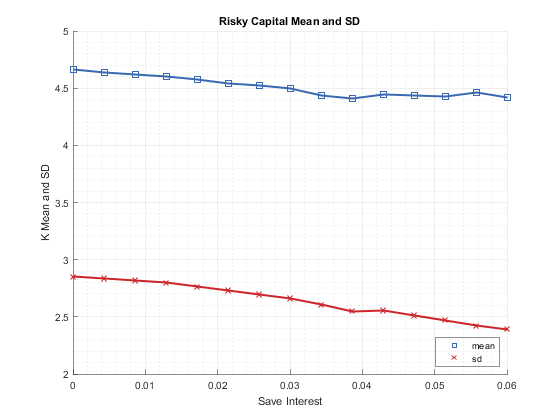 Risky Capital Mean and SD
K Mean and SD
5
4.5
4
3.5
3
2.5
2
0 0.01 0.02 0.03 0.04 0.05 0.06
Save Interest
mean
sd